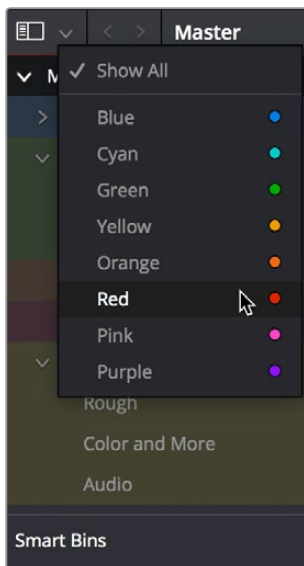 Master
M
Show All
Blue
Cyan
Green
Yellow
Orange
Red
Pink
Purple
Rough
Color and More
Audio
Smart Bins